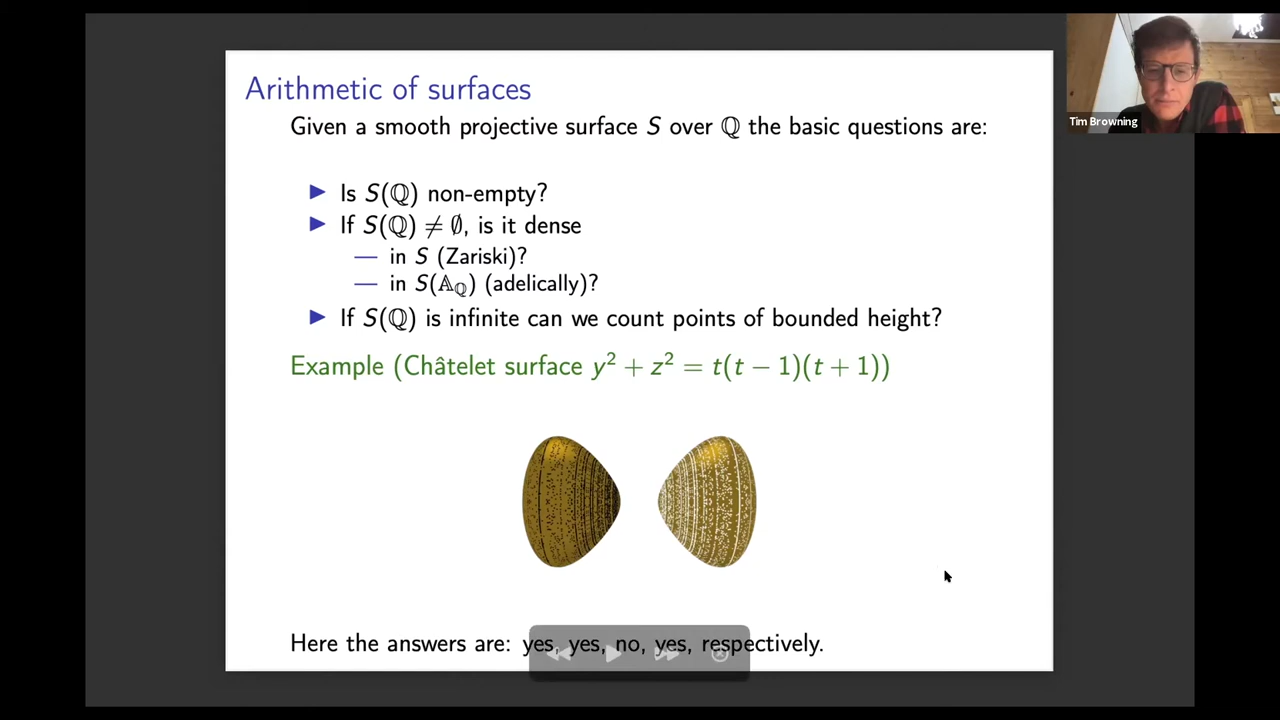 Arithmetic of surfaces
Given a smooth projective surface S over ℚ the basic questions are:
▶ Is S(ℚ) non-empty?
▶ If S(ℚ) ≠ ∅, is it dense
— in S (Zariski)?
— in S(𝔸_ℚ) (adelically)?
▶ If S(ℚ) is infinite can we count points of bounded height?
Example (Châtelet surface y² + z² = t(t − 1)(t + 1))
Here the answers are: yes, yes, no, yes, respectively.
Tim Browning